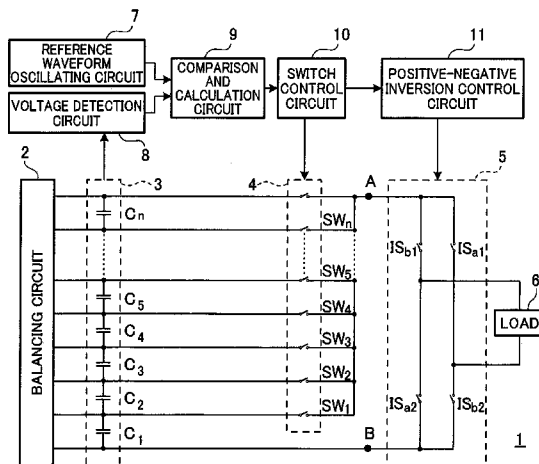 7
REFERENCE
WAVEFORM
OSCILLATING CIRCUIT
VOLTAGE DETECTION
CIRCUIT
8
9
COMPARISON AND
CALCULATION
CIRCUIT
10
SWITCH
CONTROL
CIRCUIT
11
POSITIVE-NEGATIVE
INVERSION CONTROL
CIRCUIT
2
3
4
5
BALANCING CIRCUIT
Cn
C5
C4
C3
C2
C1
SWn
SW5
SW4
SW3
SW2
SW1
A
B
ISb1
ISa1
ISa2
ISb2
6
LOAD
1